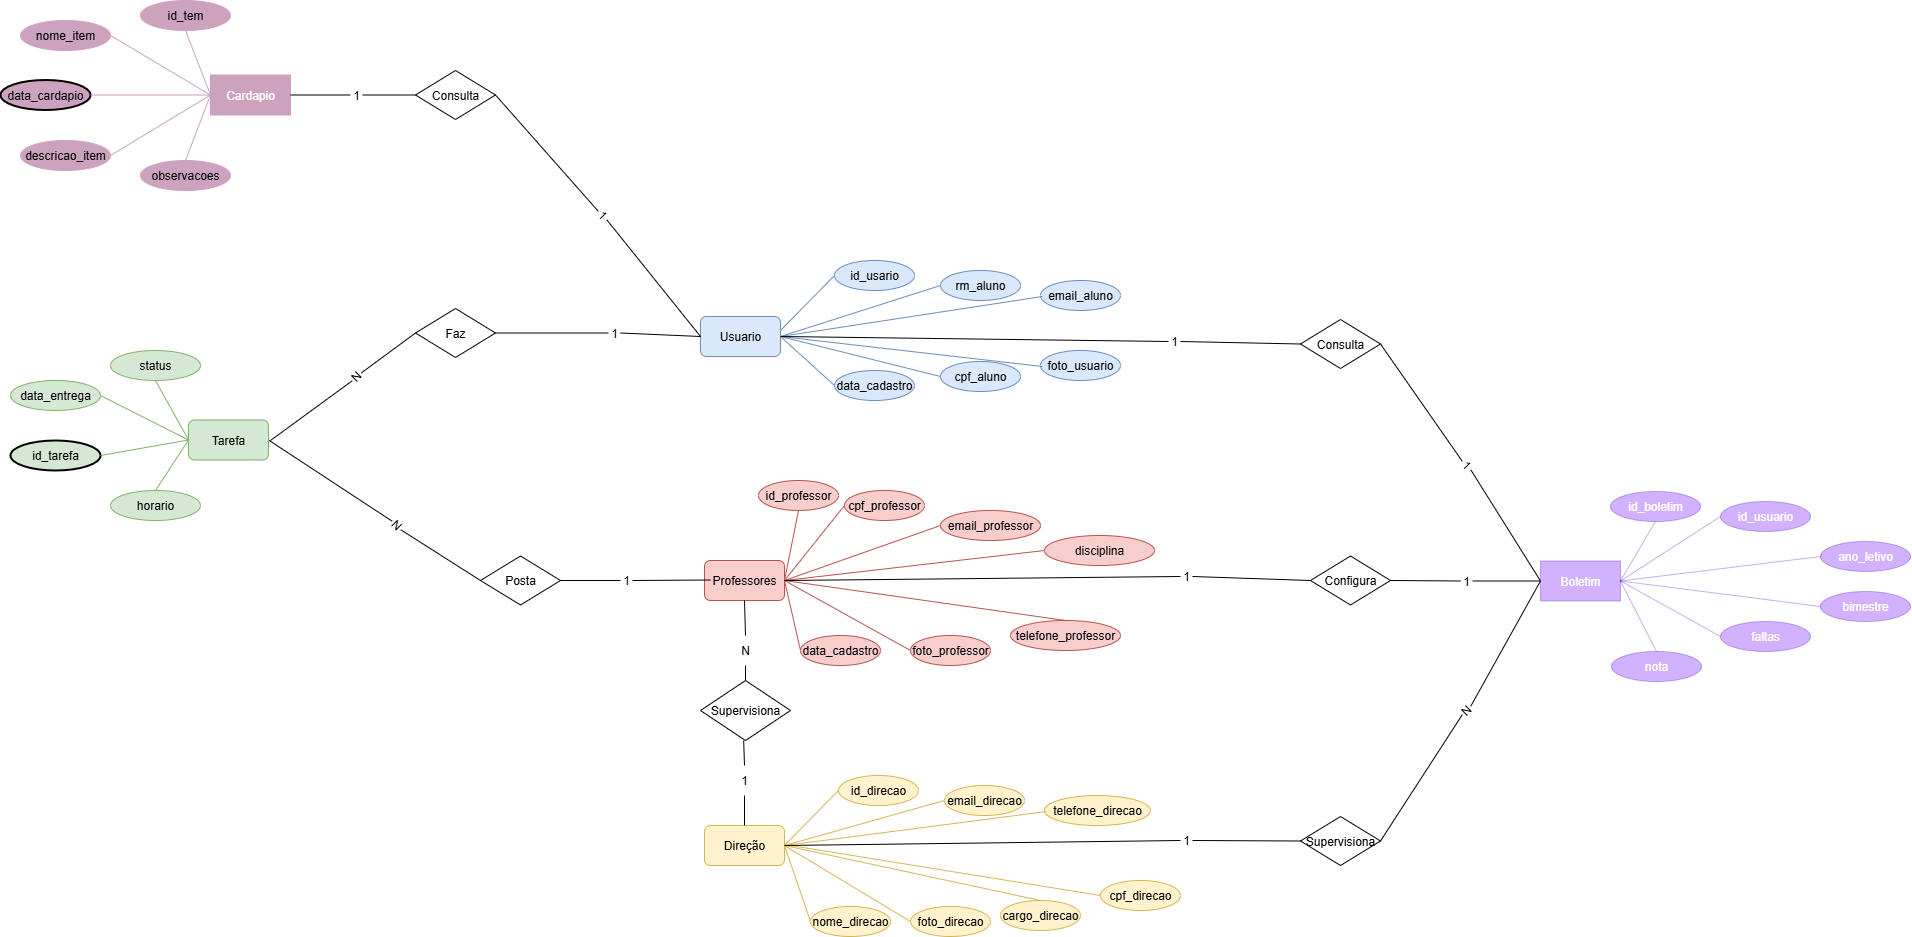 id_tem
nome_item
data_cardapio
Cardapio
descricao_item
observacoes
1
Consulta
1
id_usario
rm_aluno
email_aluno
Usuario
data_cadastro
cpf_aluno
foto_usuario
1
Consulta
1
Faz
1
N
status
data_entrega
Tarefa
id_tarefa
horario
N
Posta
1
id_professor
cpf_professor
email_professor
disciplina
Professores
telefone_professor
data_cadastro
foto_professor
1
Configura
1
id_boletim
id_usuario
ano_letivo
Boletim
bimestre
faltas
nota
N
Supervisiona
1
id_direcao
email_direcao
telefone_direcao
Direção
1
Supervisiona
N
cpf_direcao
nome_direcao
foto_direcao
cargo_direcao